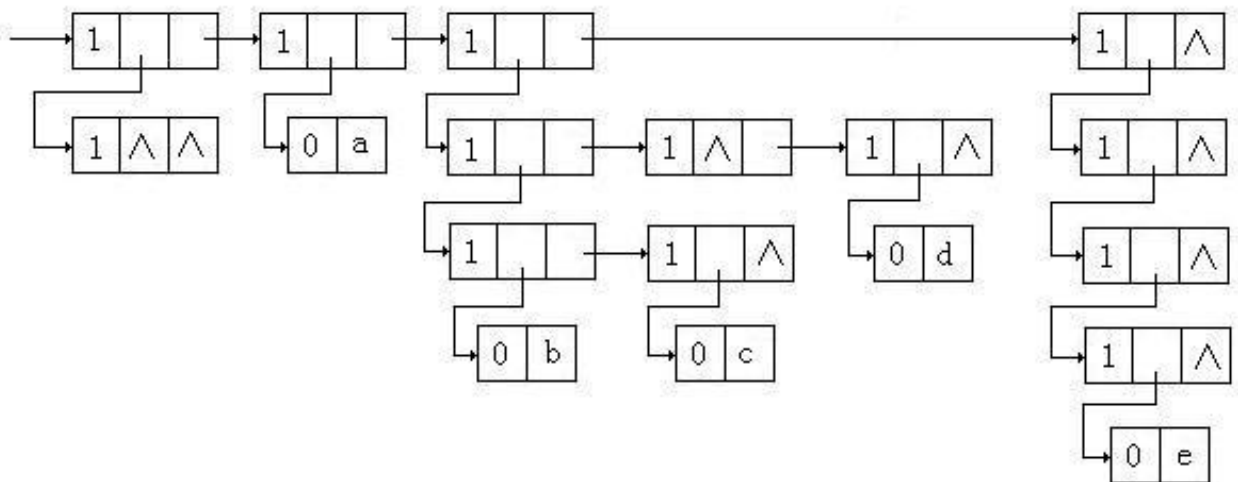 1 1 1 1 ∧
1 ∧ ∧ 0 a 1 1 ∧ 1 ∧ 1 ∧
1 1 ∧ 0 d 1 ∧
0 b 0 c 1 ∧
0 e